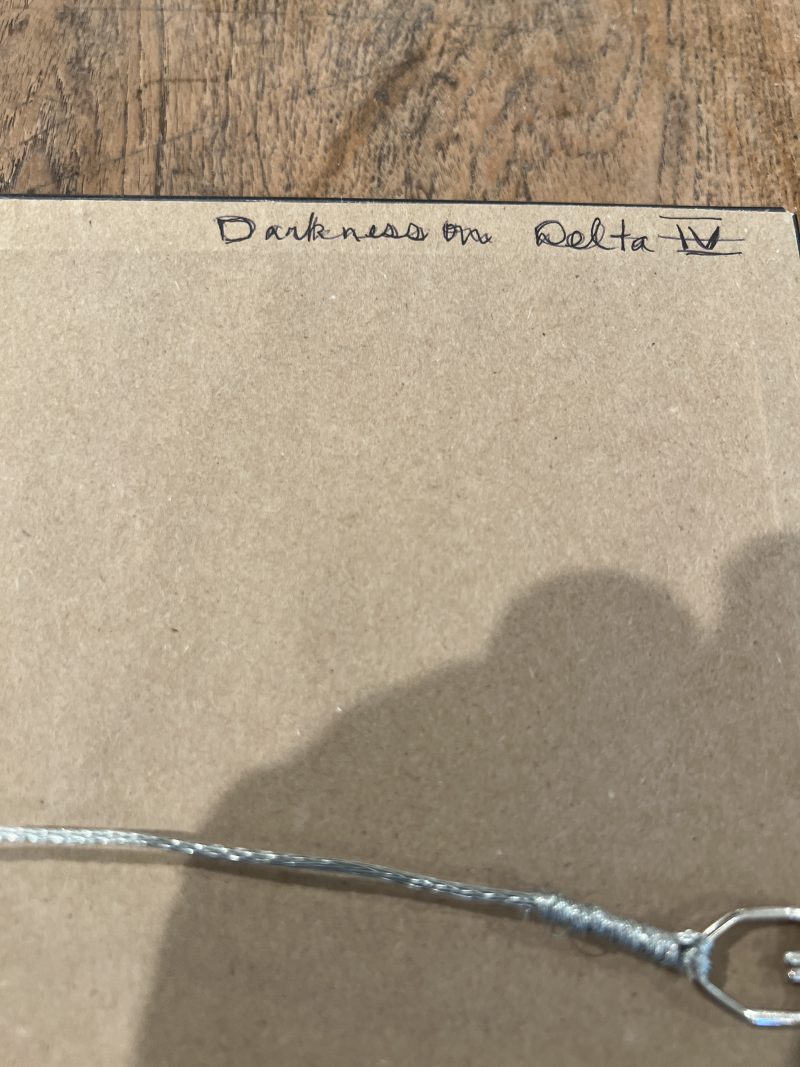 Darkness on Delta IV